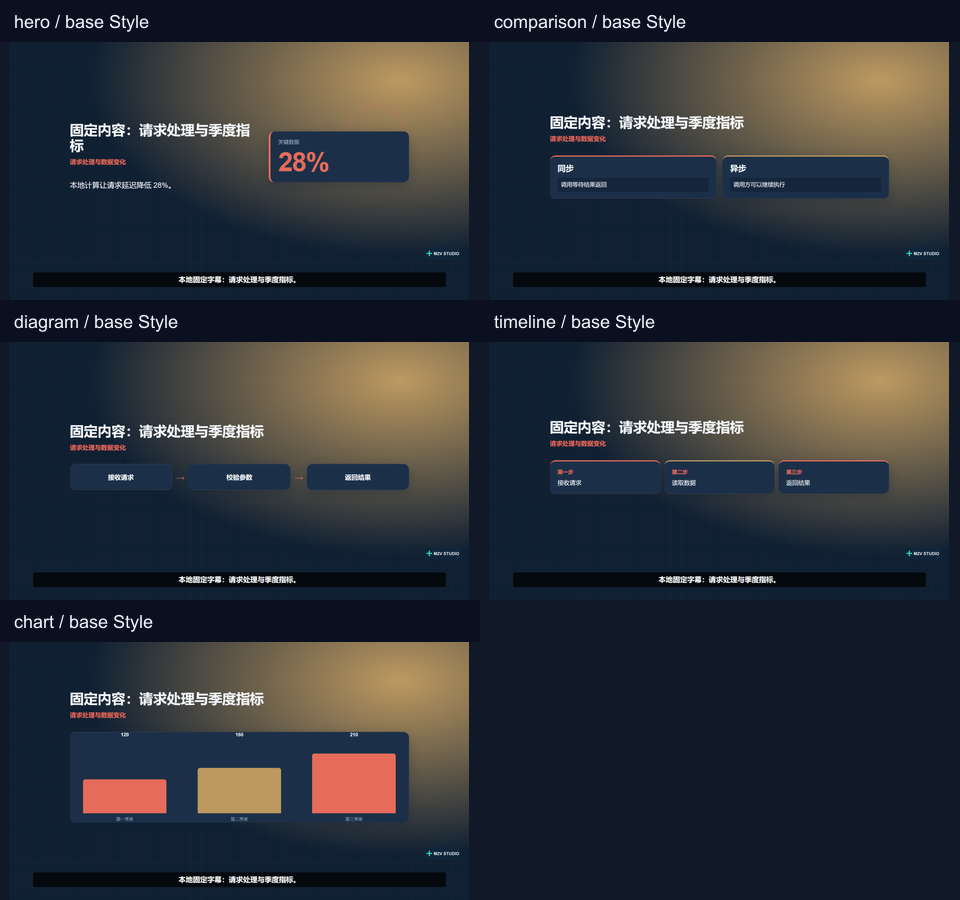 hero / base Style
固定内容：请求处理与季度指
标
请求处理与数据变化
本地计算让请求延迟降低 28%。
关键数据
28%
M2V STUDIO
本地固定字幕：请求处理与季度指标。
comparison / base Style
固定内容：请求处理与季度指标
请求处理与数据变化
同步
调用等待结果返回
异步
调用方可以继续执行
M2V STUDIO
本地固定字幕：请求处理与季度指标。
diagram / base Style
固定内容：请求处理与季度指标
请求处理与数据变化
接收请求 → 校验参数 → 返回结果
M2V STUDIO
本地固定字幕：请求处理与季度指标。
timeline / base Style
固定内容：请求处理与季度指标
请求处理与数据变化
第一步
接收请求
第二步
读取数据
第三步
返回结果
M2V STUDIO
本地固定字幕：请求处理与季度指标。
chart / base Style
固定内容：请求处理与季度指标
请求处理与数据变化
120 160 210
第一季度 第二季度 第三季度
M2V STUDIO
本地固定字幕：请求处理与季度指标。